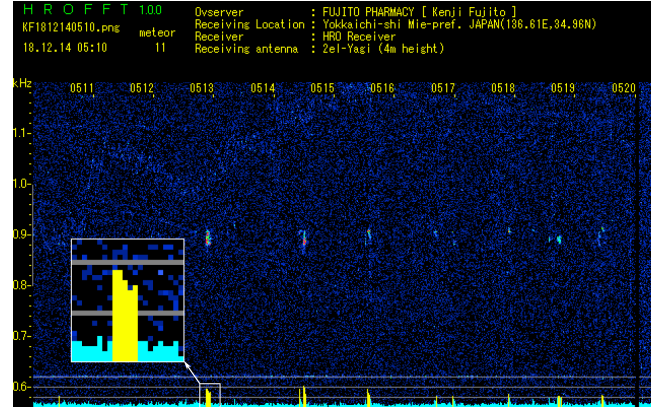 H R O F F T 1.0.0
KF1812140510.png meteor
18.12.14 05:10 11
Ovserver : FUJITO PHARMACY [ Kenji Fujito ]
Receiving Location : Yokkaichi-shi Mie-pref. JAPAN(136.61E,34.96N)
Receiver : HRO Receiver
Receiving antenna : 2el-Yagi (4m height)
kHz 0511 0512 0513 0514 0515 0516 0517 0518 0519 0520
1.1-
1.0-
0.9-
0.8-
0.7-
0.6-